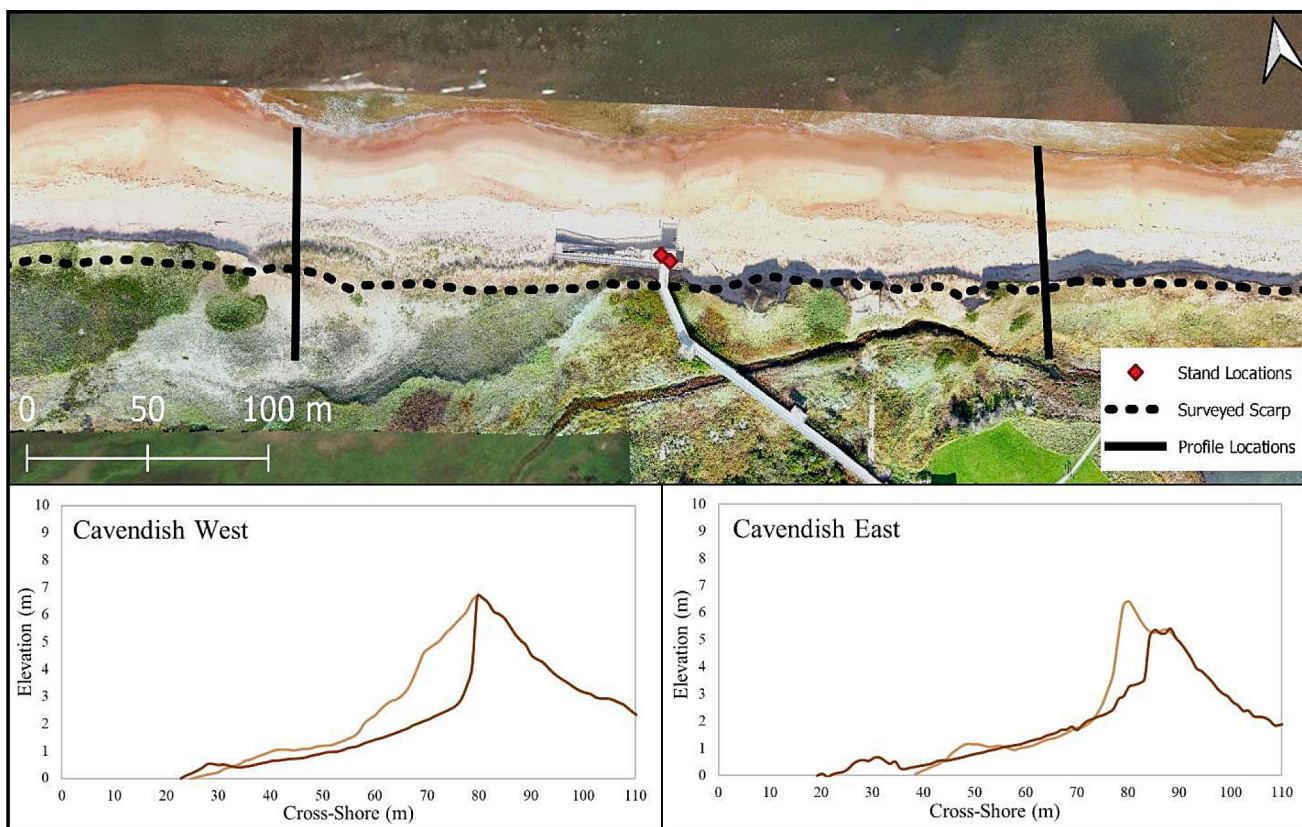 0 50 100 m
Stand Locations
Surveyed Scarp
Profile Locations
Cavendish West
Elevation (m)
10
9
8
7
6
5
4
3
2
1
0
0 10 20 30 40 50 60 70 80 90 100 110
Cross-Shore (m)
Cavendish East
Elevation (m)
10
9
8
7
6
5
4
3
2
1
0
0 10 20 30 40 50 60 70 80 90 100 110
Cross-Shore (m)